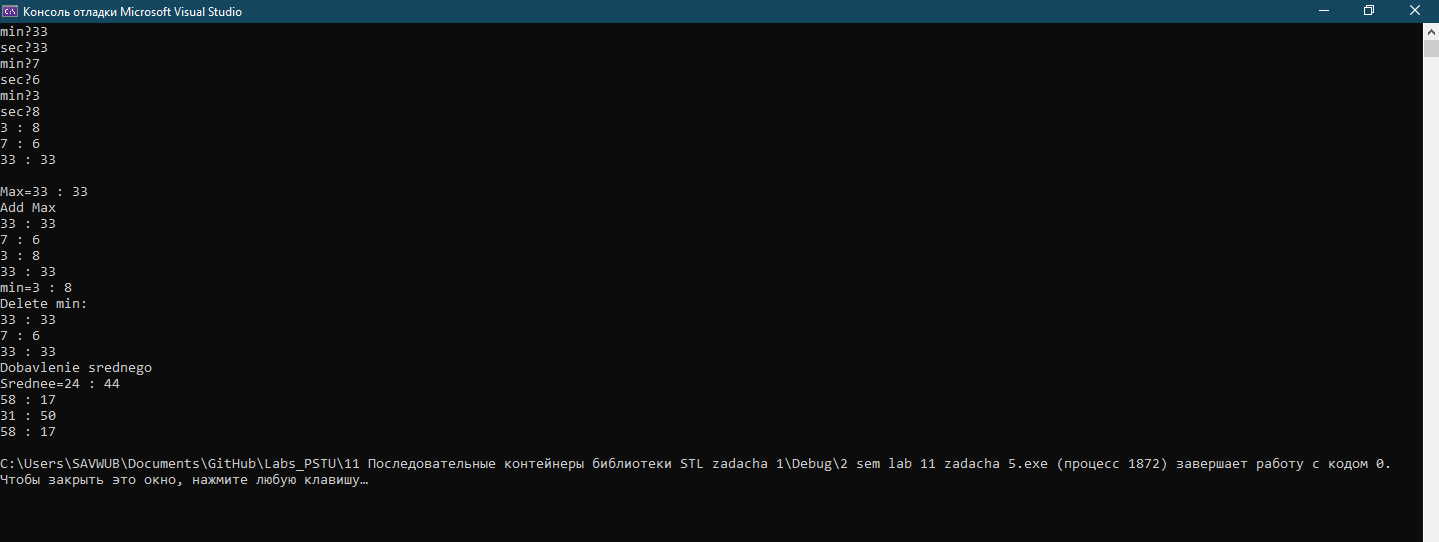 Консоль отладки Microsoft Visual Studio
min?33
sec?33
min?7
sec?6
min?3
sec?8
3 : 8
7 : 6
33 : 33
Max=33 : 33
Add Max
33 : 33
7 : 6
3 : 8
33 : 33
min=3 : 8
Delete min:
33 : 33
7 : 6
33 : 33
Dobavlenie srednego
Srednee=24 : 44
58 : 17
31 : 50
58 : 17
C:\Users\SAVWUB\Documents\GitHub\Labs_PSTU\11 Последовательные контейнеры библиотеки STL zadacha 1\Debug\2 sem lab 11 zadacha 5.exe (процесс 1872) завершает работу с кодом 0.
Чтобы закрыть это окно, нажмите любую клавишу…